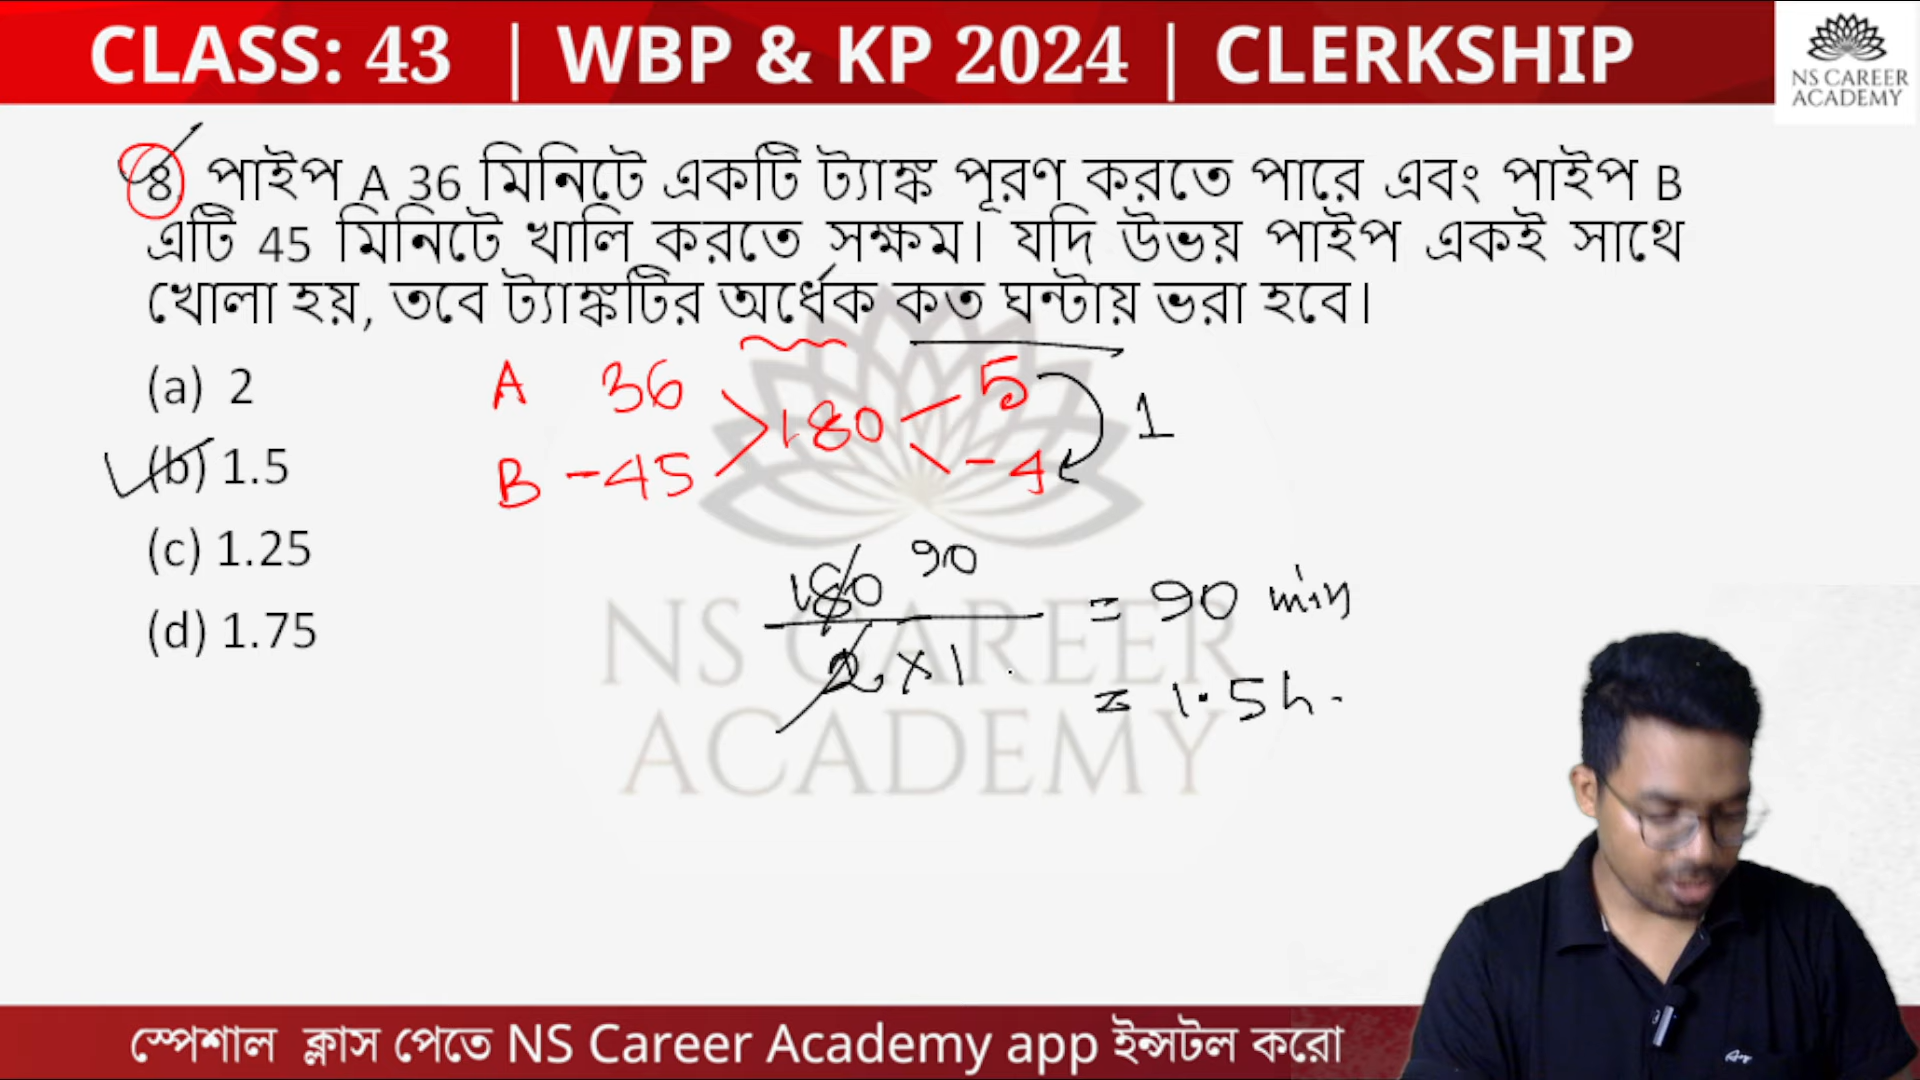 CLASS: 43 | WBP & KP 2024 | CLERKSHIP
NS CAREER
ACADEMY
8. পাইপ A 36 মিনিটে একটি ট্যাঙ্ক পূরণ করতে পারে এবং পাইপ B
এটি 45 মিনিটে খালি করতে সক্ষম। যদি উভয় পাইপ একই সাথে
খোলা হয়, তবে ট্যাঙ্কটির অর্ধেক কত ঘন্টায় ভরা হবে।
(a) 2
(b) 1.5
(c) 1.25
(d) 1.75
A 36
B -45
180
5
-4
1
180 90
2 × 1
= 90 min
= 1.5 h.
NS CAREER
ACADEMY
স্পেশাল ক্লাস পেতে NS Career Academy app ইন্সটল করো